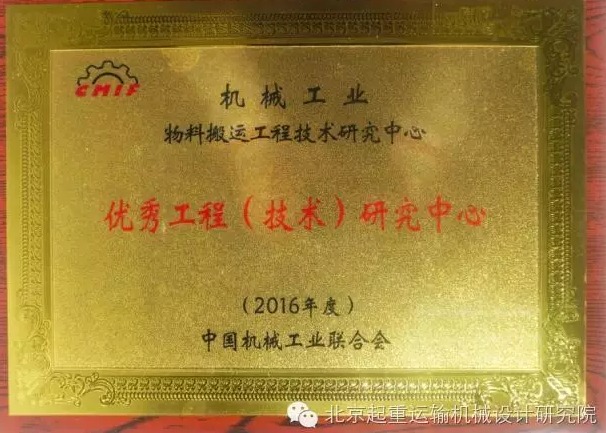 CMIF
机械工业
物料搬运工程技术研究中心
优秀工程(技术)研究中心
(2016年度)
中国机械工业联合会
北京起重运输机械设计研究院